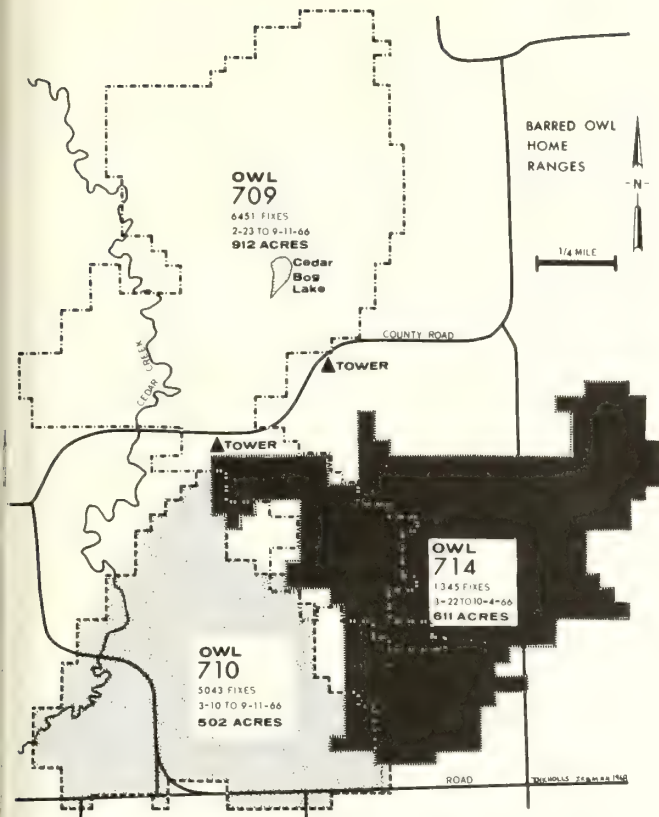 BARRED OWL
HOME
RANGES
-N-
1/4 MILE
OWL
709
6451 FIXES
2-23 TO 9-11-66
912 ACRES
Cedar
Bog
Lake
COUNTY ROAD
TOWER
CEDAR CREEK
TOWER
OWL
714
1345 FIXES
3-22 TO 10-4-66
611 ACRES
OWL
710
5043 FIXES
3-10 TO 9-11-66
502 ACRES
ROAD
1968